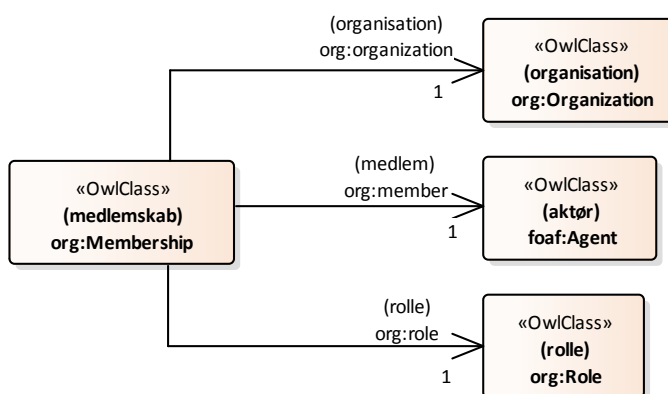 (organisation)
org:organization
1
«OwlClass»
(organisation)
org:Organization
«OwlClass»
(medlemskab)
org:Membership
(medlem)
org:member
1
«OwlClass»
(aktør)
foaf:Agent
(rolle)
org:role
1
«OwlClass»
(rolle)
org:Role